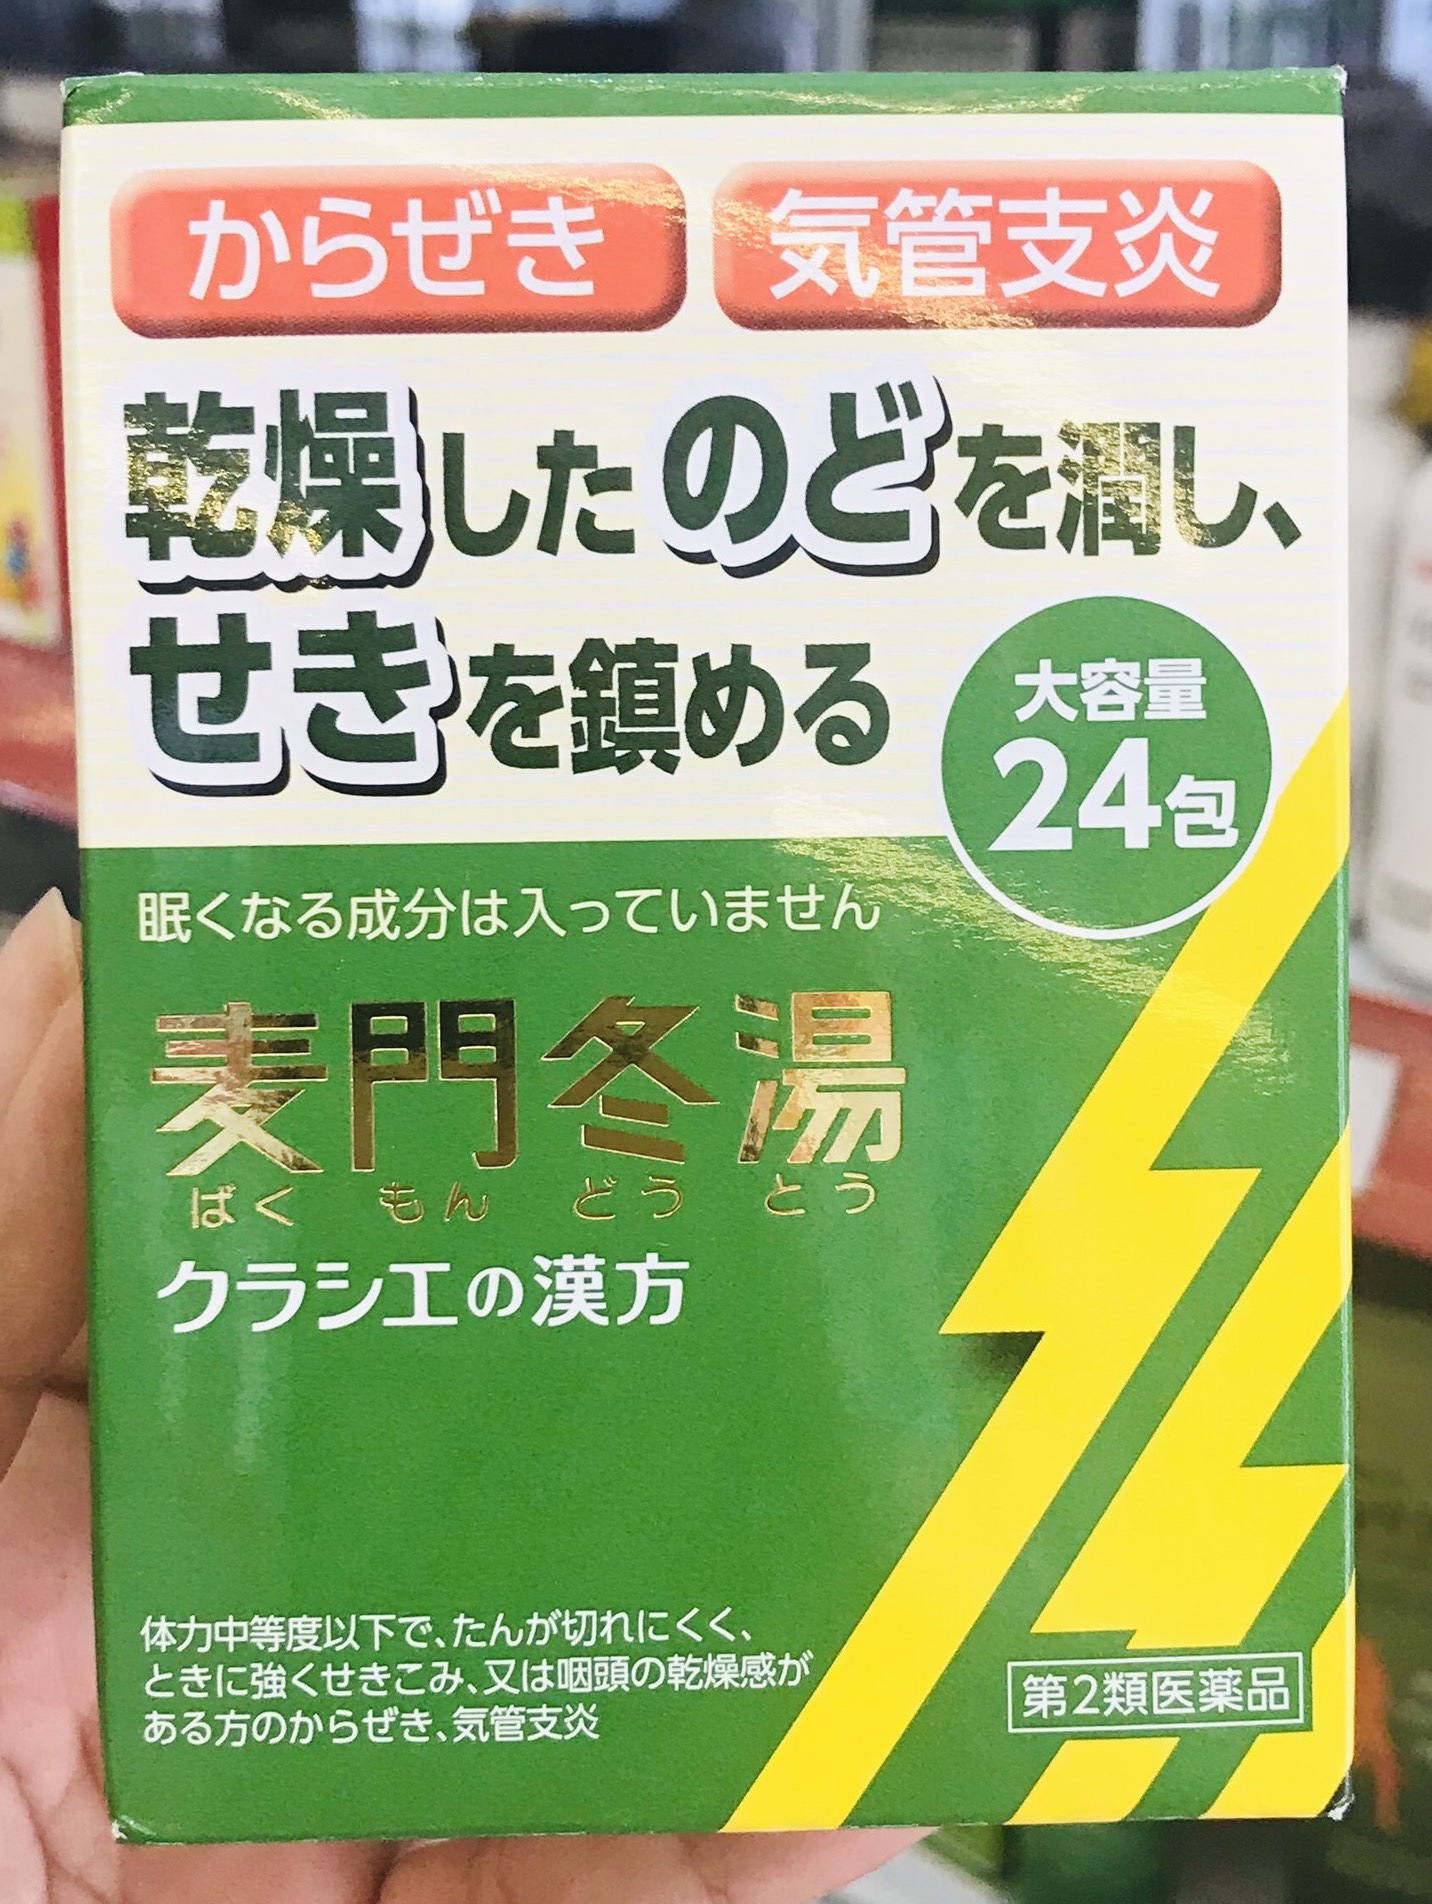 からぜき 気管支炎
乾燥したのどを潤し、
せきを鎮める
大容量
24包
眠くなる成分は入っていません
麦門冬湯
ばく もん どう とう
クラシエの漢方
体力中等度以下で、たんが切れにくく、
ときに強くせきこみ、又は咽頭の乾燥感が
ある方のからぜき、気管支炎
第2類医薬品